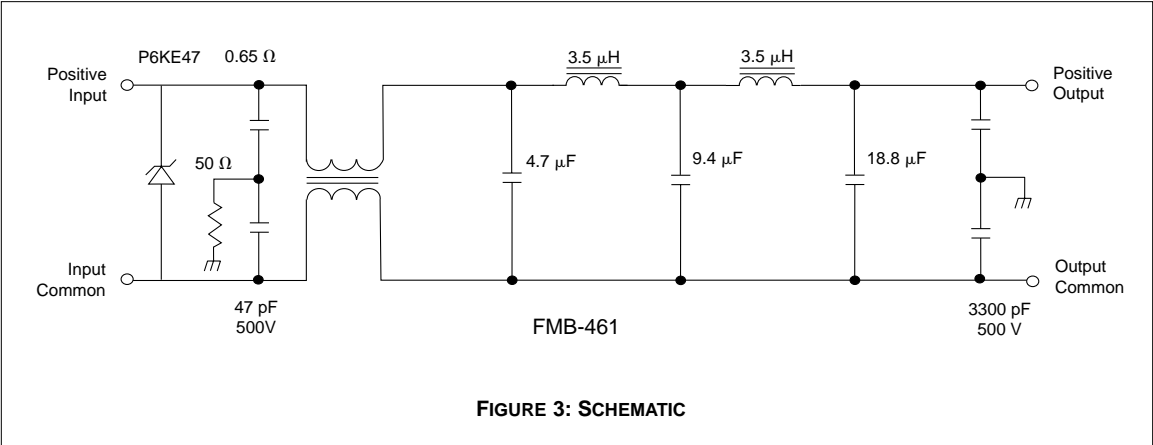 P6KE47
0.65 Ω
3.5 μH
3.5 μH
Positive
Input
Positive
Output
50 Ω
4.7 μF
9.4 μF
18.8 μF
Input
Common
Output
Common
47 pF
500V
FMB-461
3300 pF
500 V
FIGURE 3: SCHEMATIC